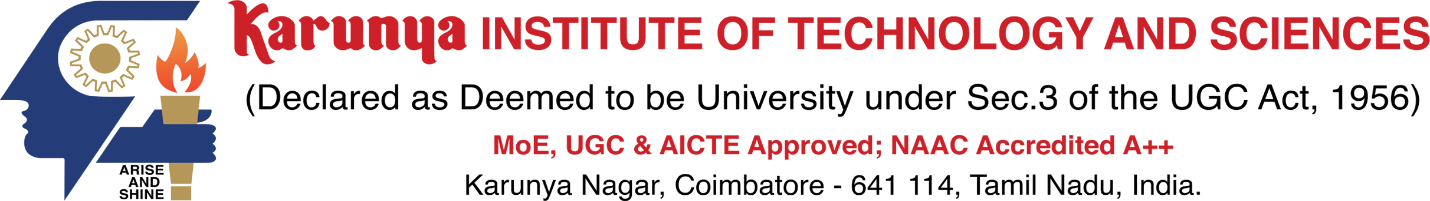 Karunya INSTITUTE OF TECHNOLOGY AND SCIENCES
(Declared as Deemed to be University under Sec.3 of the UGC Act, 1956)
MoE, UGC & AICTE Approved; NAAC Accredited A++
Karunya Nagar, Coimbatore - 641 114, Tamil Nadu, India.
ARISE
AND
SHINE